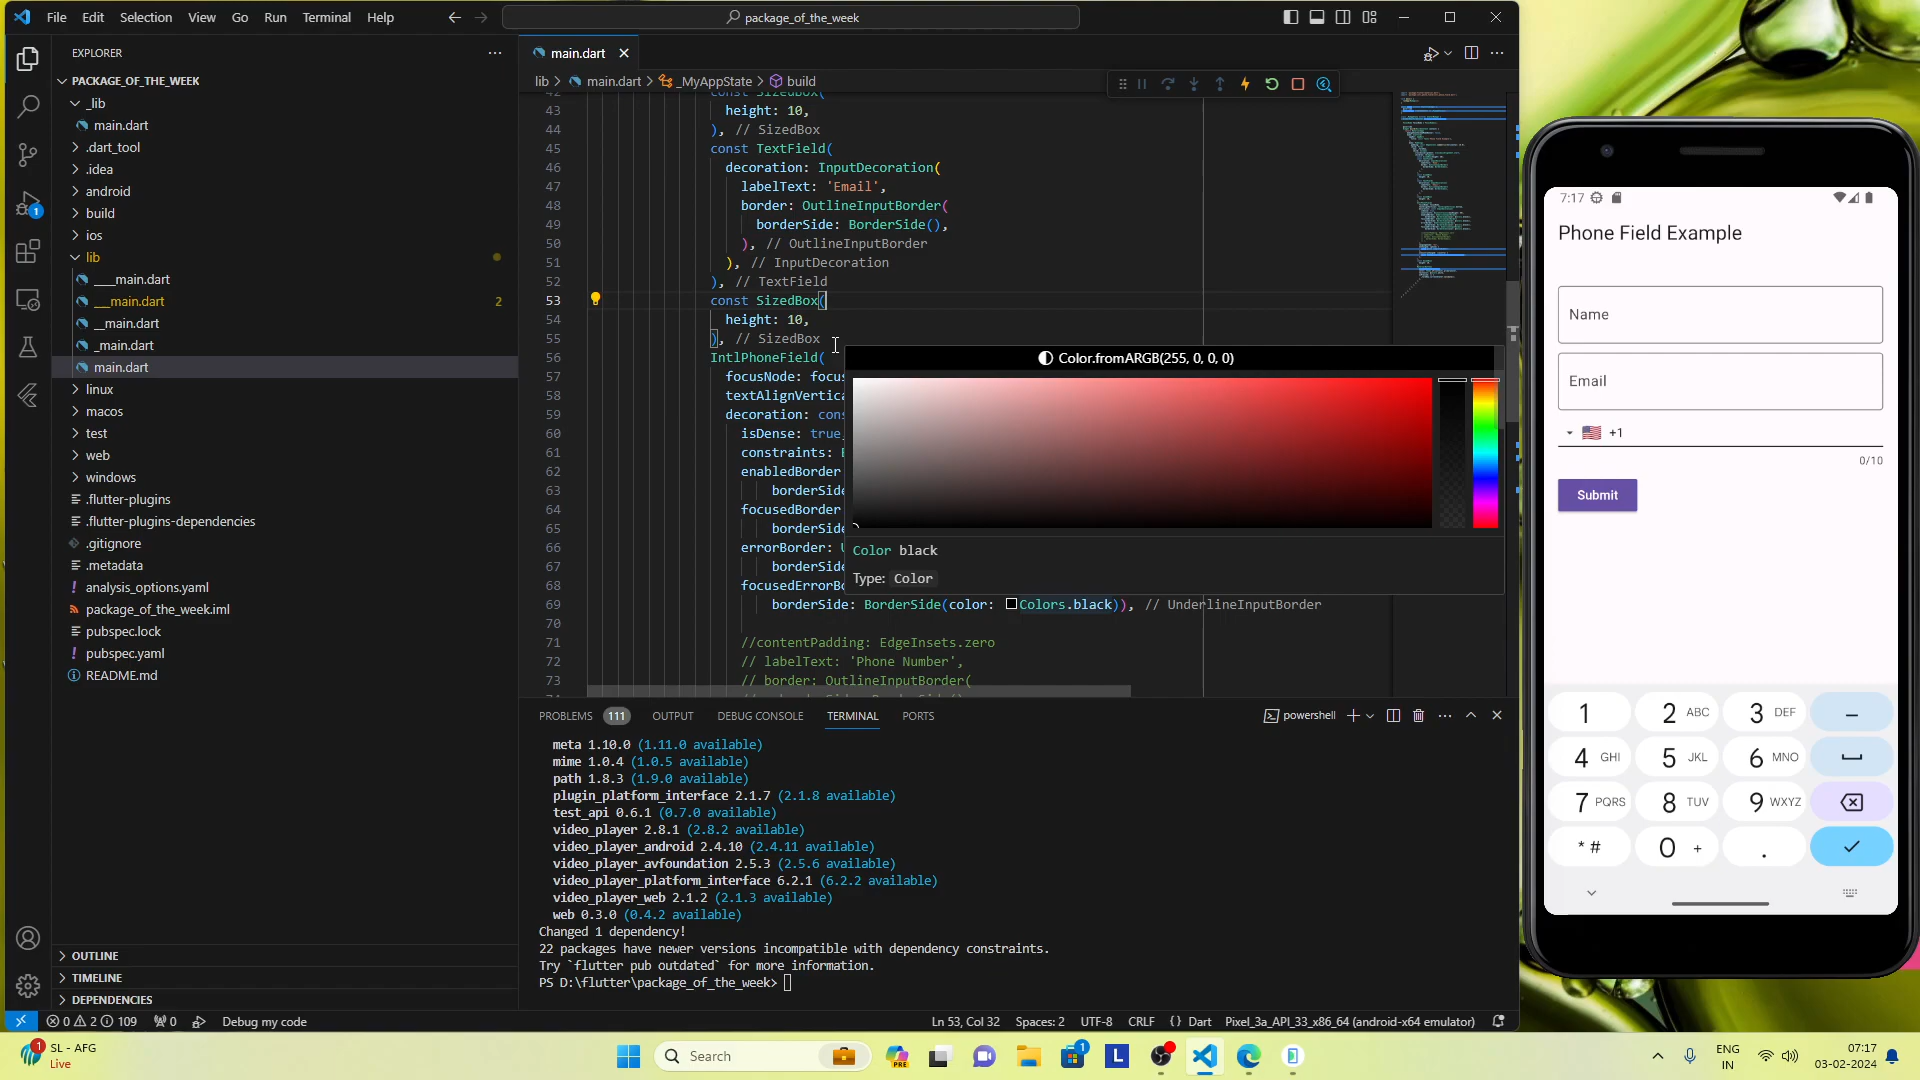 File Edit Selection View Go Run Terminal Help
package_of_the_week
EXPLORER
PACKAGE_OF_THE_WEEK
_lib
main.dart
.dart_tool
.idea
android
build
ios
lib
____main.dart
___main.dart 2
__main.dart
_main.dart
main.dart
linux
macos
test
web
windows
.flutter-plugins
.flutter-plugins-dependencies
.gitignore
.metadata
analysis_options.yaml
package_of_the_week.iml
pubspec.lock
pubspec.yaml
README.md
OUTLINE
TIMELINE
DEPENDENCIES
1
main.dart
lib > main.dart > _MyAppState > build
42 const SizedBox(
43 height: 10,
44 ), // SizedBox
45 const TextField(
46 decoration: InputDecoration(
47 labelText: 'Email',
48 border: OutlineInputBorder(
49 borderSide: BorderSide(),
50 ), // OutlineInputBorder
51 ), // InputDecoration
52 ), // TextField
53 const SizedBox(
54 height: 10,
55 ), // SizedBox
56 IntlPhoneField(
57 focusNode: focus
58 textAlignVertica
59 decoration: cons
60 isDense: true,
61 constraints: B
62 enabledBorder
63 borderSide
64 focusedBorder
65 borderSide
66 errorBorder: U
67 borderSide
68 focusedErrorBo
69 borderSide: BorderSide(color: Colors.black)), // UnderlineInputBorder
70
71 //contentPadding: EdgeInsets.zero
72 // labelText: 'Phone Number',
73 // border: OutlineInputBorder(
Color.fromARGB(255, 0, 0, 0)
Color black
Type: Color
PROBLEMS 111 OUTPUT DEBUG CONSOLE TERMINAL PORTS
powershell
meta 1.10.0 (1.11.0 available)
mime 1.0.4 (1.0.5 available)
path 1.8.3 (1.9.0 available)
plugin_platform_interface 2.1.7 (2.1.8 available)
test_api 0.6.1 (0.7.0 available)
video_player 2.8.1 (2.8.2 available)
video_player_android 2.4.10 (2.4.11 available)
video_player_avfoundation 2.5.3 (2.5.6 available)
video_player_platform_interface 6.2.1 (6.2.2 available)
video_player_web 2.1.2 (2.1.3 available)
web 0.3.0 (0.4.2 available)
Changed 1 dependency!
22 packages have newer versions incompatible with dependency constraints.
Try `flutter pub outdated` for more information.
PS D:\flutter\package_of_the_week>
0 2 109 0 Debug my code
Ln 53, Col 32 Spaces: 2 UTF-8 CRLF {} Dart Pixel_3a_API_33_x86_64 (android-x64 emulator)
7:17
Phone Field Example
Name
Email
+1
0/10
Submit
1 2 ABC 3 DEF –
4 GHI 5 JKL 6 MNO
7 PQRS 8 TUV 9 WXYZ
* # 0 + .
1 SL - AFG
Live
Search
PRE
1
L
ENG
IN
07:17
03-02-2024